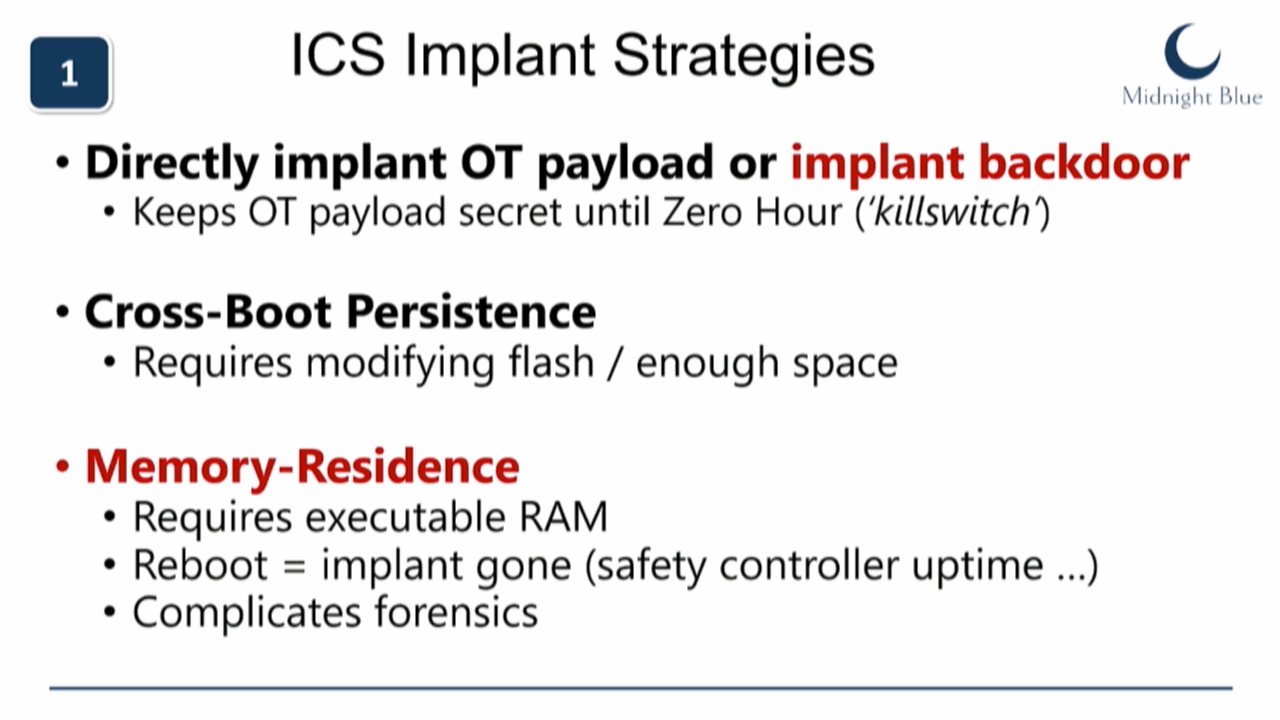 1
ICS Implant Strategies
Midnight Blue
• Directly implant OT payload or implant backdoor
• Keeps OT payload secret until Zero Hour (‘killswitch’)
• Cross-Boot Persistence
• Requires modifying flash / enough space
• Memory-Residence
• Requires executable RAM
• Reboot = implant gone (safety controller uptime …)
• Complicates forensics